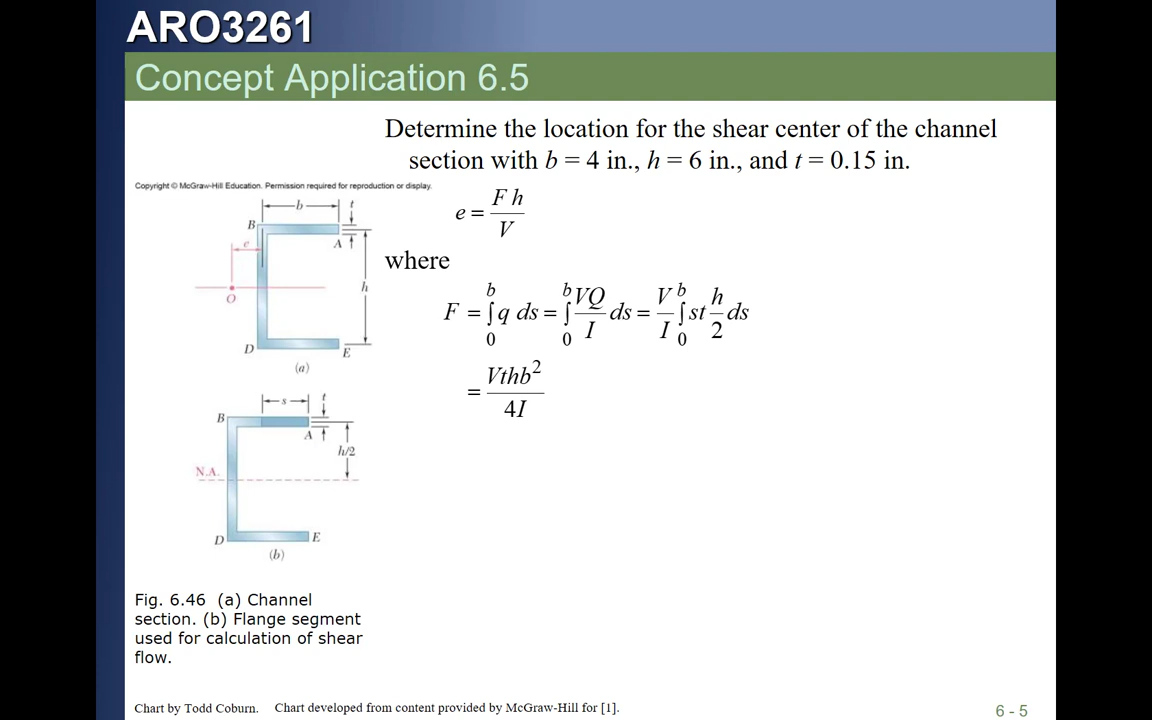 ARO3261
Concept Application 6.5
Determine the location for the shear center of the channel
section with b = 4 in., h = 6 in., and t = 0.15 in.
Copyright © McGraw-Hill Education. Permission required for reproduction or display.
e = F h / V
where
F = ∫₀ᵇ q ds = ∫₀ᵇ VQ/I ds = V/I ∫₀ᵇ st h/2 ds
= Vthb²/4I
b t
B
A
e
h
O
D
E
(a)
s t
B
A
h/2
N.A.
D
E
(b)
Fig. 6.46 (a) Channel
section. (b) Flange segment
used for calculation of shear
flow.
Chart by Todd Coburn. Chart developed from content provided by McGraw-Hill for [1].
6 - 5